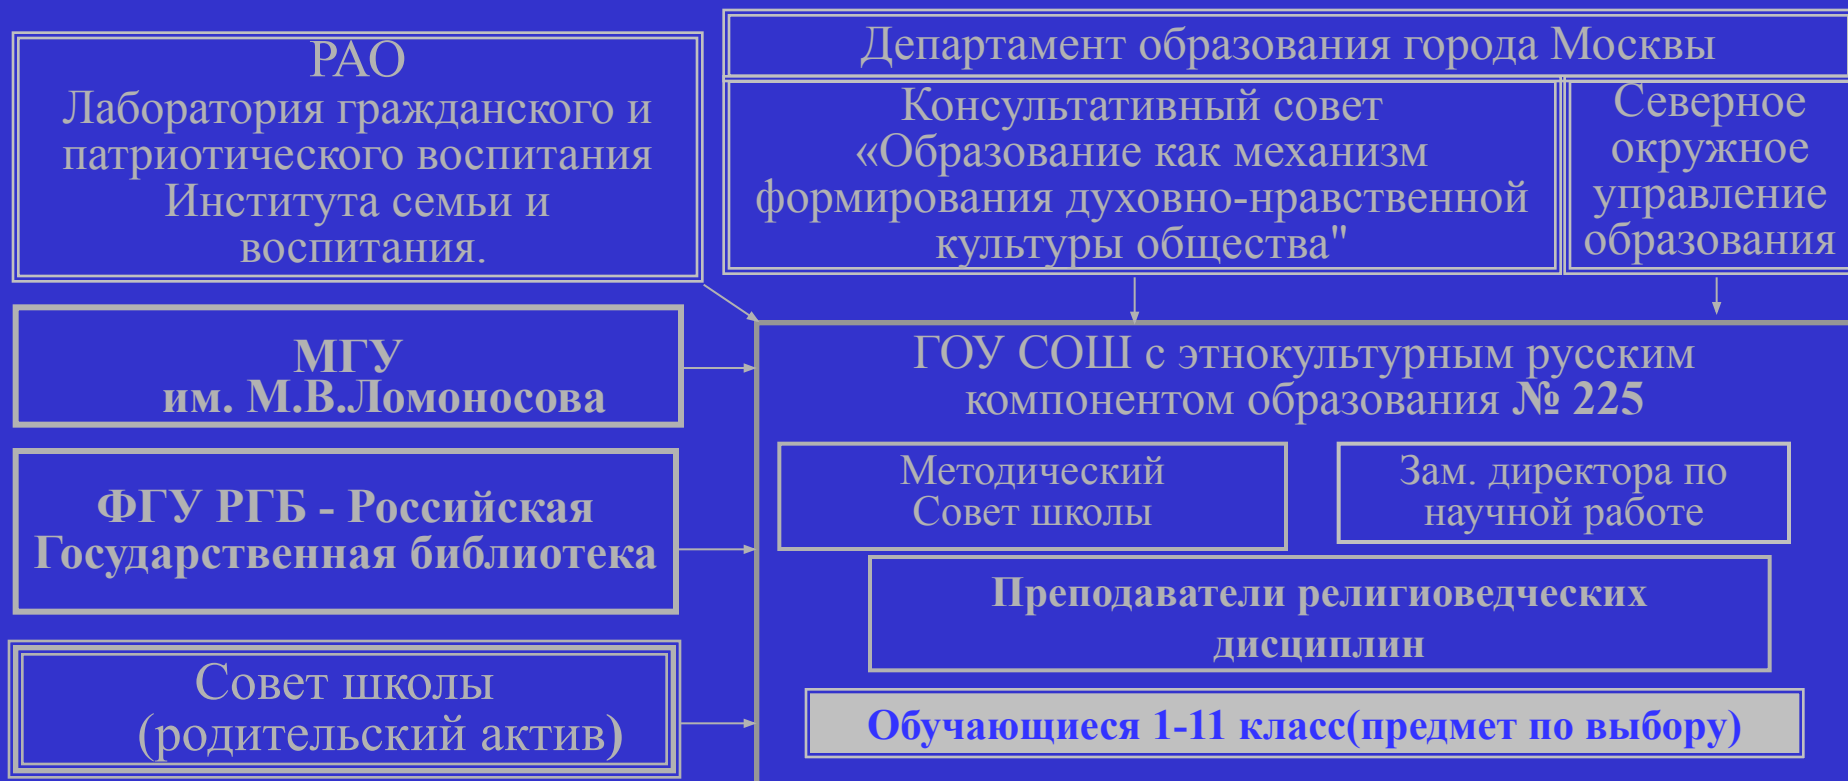 РАО
Лаборатория гражданского и
патриотического воспитания
Института семьи и
воспитания.
Департамент образования города Москвы
Консультативный совет
«Образование как механизм
формирования духовно-нравственной
культуры общества"
Северное
окружное
управление
образования
МГУ
им. М.В.Ломоносова
ФГУ РГБ - Российская
Государственная библиотека
Совет школы
(родительский актив)
ГОУ СОШ с этнокультурным русским
компонентом образования № 225
Методический
Совет школы
Зам. директора по
научной работе
Преподаватели религиоведческих
дисциплин
Обучающиеся 1-11 класс(предмет по выбору)